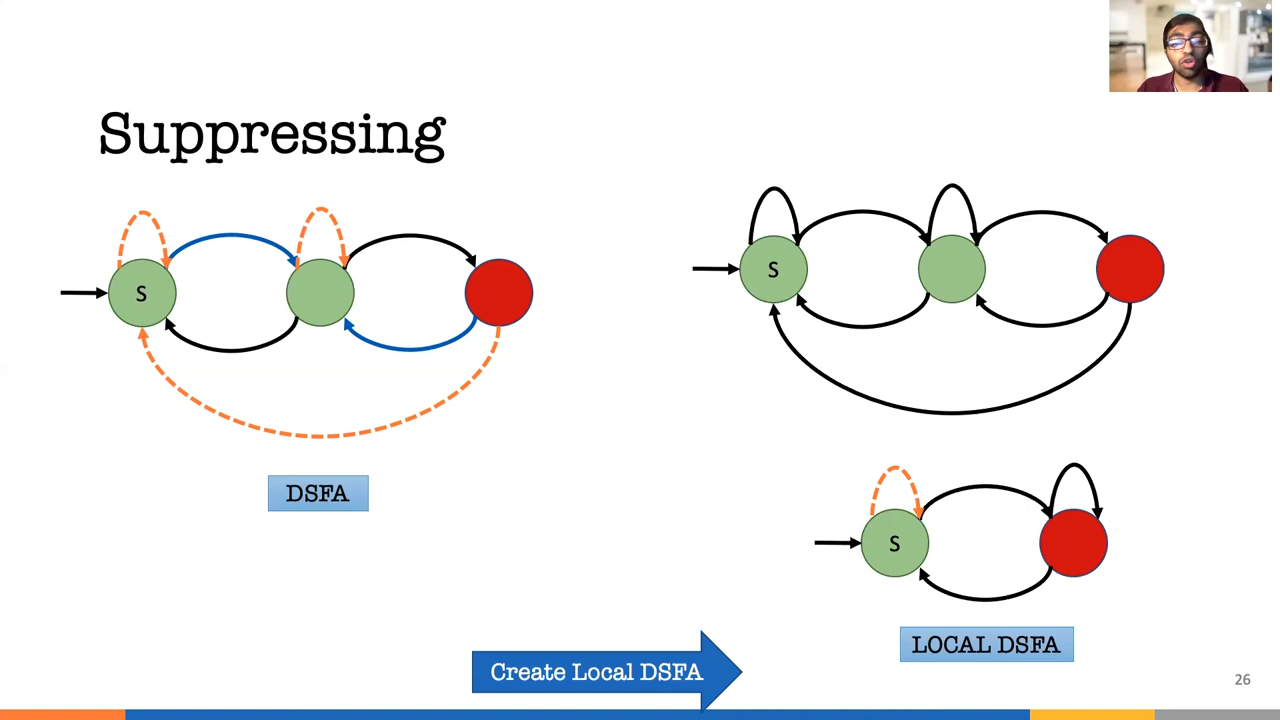 Suppressing
S
S
DSFA
S
LOCAL DSFA
Create Local DSFA
26